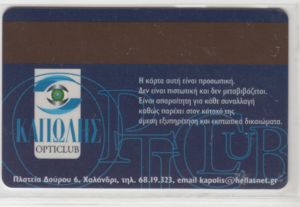 Η κάρτα αυτή είναι προσωπική.
Δεν είναι πιστωτική και δεν μεταβιβάζεται.
Είναι απαραίτητη για κάθε συναλλαγή
καθώς παρέχει στον κάτοχό της
άμεση εξυπηρέτηση και εκπτωτικά δικαιώματα.
ΚΑΠΩΛΗΣ
OPTICLUB
OPTICLUB
Πλατεία Δούρου 6, Χαλάνδρι, τηλ. 68.19.323, email kapolis@hellasnet.gr